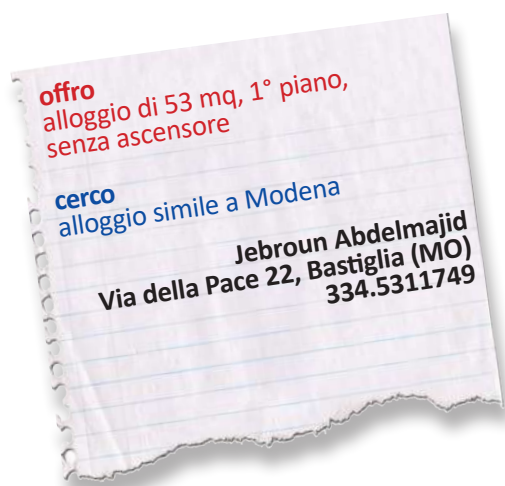 offro
alloggio di 53 mq, 1° piano,
senza ascensore
cerco
alloggio simile a Modena
Jebroun Abdelmajid
Via della Pace 22, Bastiglia (MO)
334.5311749